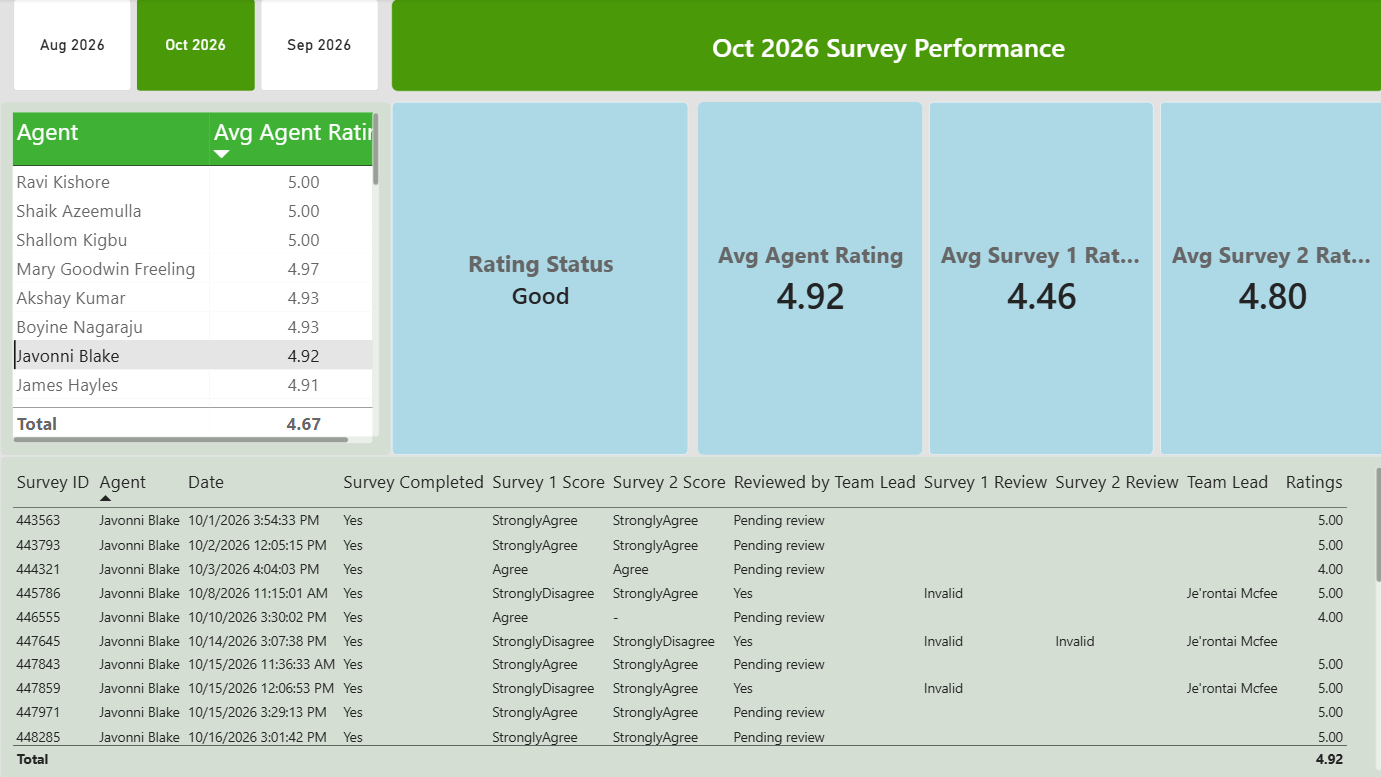 Aug 2026 Oct 2026 Sep 2026
Oct 2026 Survey Performance
Agent Avg Agent Ratin
Ravi Kishore 5.00
Shaik Azeemulla 5.00
Shallom Kigbu 5.00
Mary Goodwin Freeling 4.97
Akshay Kumar 4.93
Boyine Nagaraju 4.93
Javonni Blake 4.92
James Hayles 4.91
Total 4.67
Rating Status
Good
Avg Agent Rating
4.92
Avg Survey 1 Rat...
4.46
Avg Survey 2 Rat...
4.80
Survey ID Agent Date Survey Completed Survey 1 Score Survey 2 Score Reviewed by Team Lead Survey 1 Review Survey 2 Review Team Lead Ratings
443563 Javonni Blake 10/1/2026 3:54:33 PM Yes StronglyAgree StronglyAgree Pending review 5.00
443793 Javonni Blake 10/2/2026 12:05:15 PM Yes StronglyAgree StronglyAgree Pending review 5.00
444321 Javonni Blake 10/3/2026 4:04:03 PM Yes Agree Agree Pending review 4.00
445786 Javonni Blake 10/8/2026 11:15:01 AM Yes StronglyDisagree StronglyAgree Yes Invalid Je'rontai Mcfee 5.00
446555 Javonni Blake 10/10/2026 3:30:02 PM Yes Agree - Pending review 4.00
447645 Javonni Blake 10/14/2026 3:07:38 PM Yes StronglyDisagree StronglyDisagree Yes Invalid Invalid Je'rontai Mcfee
447843 Javonni Blake 10/15/2026 11:36:33 AM Yes StronglyAgree StronglyAgree Pending review 5.00
447859 Javonni Blake 10/15/2026 12:06:53 PM Yes StronglyDisagree StronglyAgree Yes Invalid Je'rontai Mcfee 5.00
447971 Javonni Blake 10/15/2026 3:29:13 PM Yes StronglyAgree StronglyAgree Pending review 5.00
448285 Javonni Blake 10/16/2026 3:01:42 PM Yes StronglyAgree StronglyAgree Pending review 5.00
Total 4.92